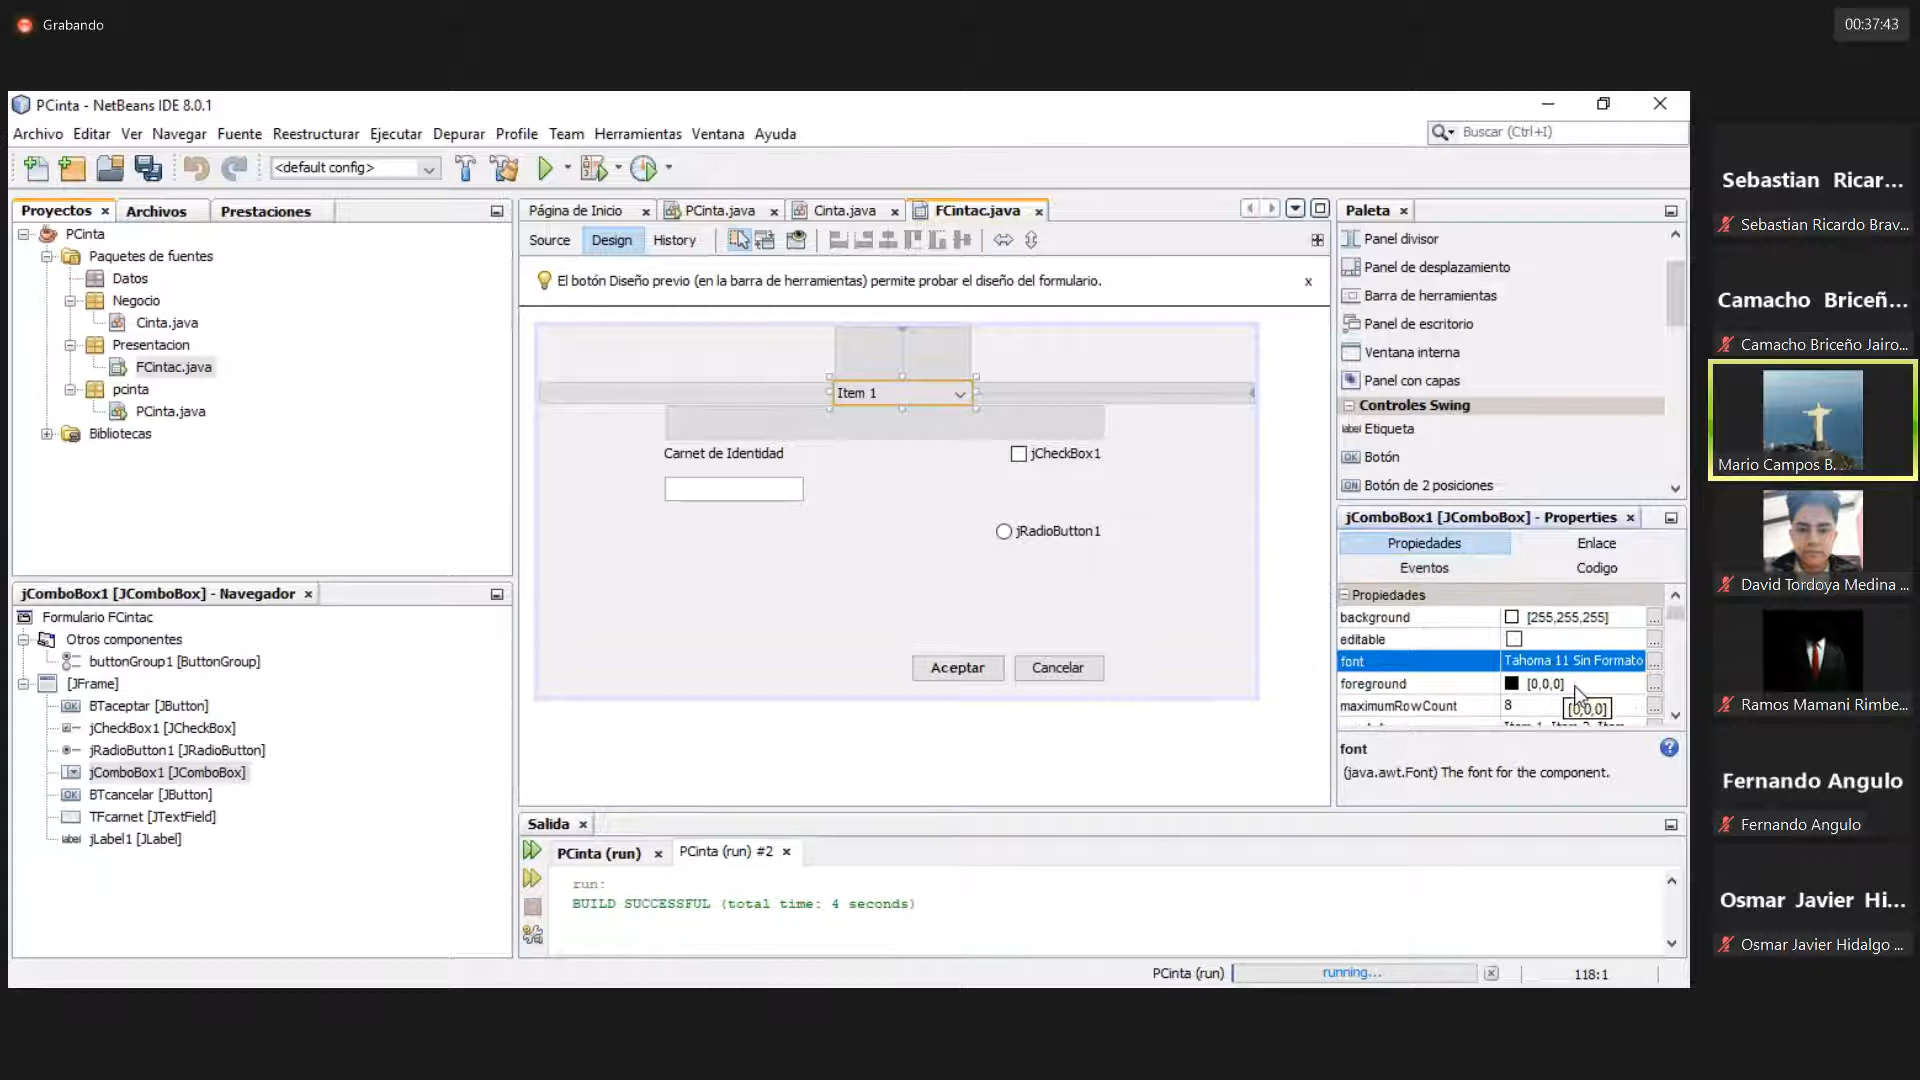 Grabando
00:37:43
PCinta - NetBeans IDE 8.0.1
Archivo Editar Ver Navegar Fuente Reestructurar Ejecutar Depurar Profile Team Herramientas Ventana Ayuda
Buscar (Ctrl+I)
<default config>
Proyectos Archivos Prestaciones
PCinta
Paquetes de fuentes
Datos
Negocio
Cinta.java
Presentacion
FCintac.java
pcinta
PCinta.java
Bibliotecas
jComboBox1 [JComboBox] - Navegador
Formulario FCintac
Otros componentes
buttonGroup1 [ButtonGroup]
[JFrame]
BTaceptar [JButton]
jCheckBox1 [JCheckBox]
jRadioButton1 [JRadioButton]
jComboBox1 [JComboBox]
BTcancelar [JButton]
TFcarnet [JTextField]
label jLabel1 [JLabel]
Página de Inicio PCinta.java Cinta.java FCintac.java
Source Design History
El botón Diseño previo (en la barra de herramientas) permite probar el diseño del formulario. x
Item 1
Carnet de Identidad
jCheckBox1
jRadioButton1
Aceptar Cancelar
Salida
PCinta (run) PCinta (run) #2
run:
BUILD SUCCESSFUL (total time: 4 seconds)
PCinta (run) running... 118:1
Paleta
Panel divisor
Panel de desplazamiento
Barra de herramientas
Panel de escritorio
Ventana interna
Panel con capas
Controles Swing
label Etiqueta
OK Botón
ON Botón de 2 posiciones
jComboBox1 [JComboBox] - Properties
Propiedades Enlace
Eventos Codigo
Propiedades
background [255,255,255] ...
editable ...
font Tahoma 11 Sin Formato ...
foreground [0,0,0] ...
maximumRowCount 8 ...
[0,0,0]
font
(java.awt.Font) The font for the component.
Sebastian Ricar...
Sebastian Ricardo Brav...
Camacho Briceñ...
Camacho Briceño Jairo...
Mario Campos B...
David Tordoya Medina ...
Ramos Mamani Rimbe...
Fernando Angulo
Fernando Angulo
Osmar Javier Hi...
Osmar Javier Hidalgo ...